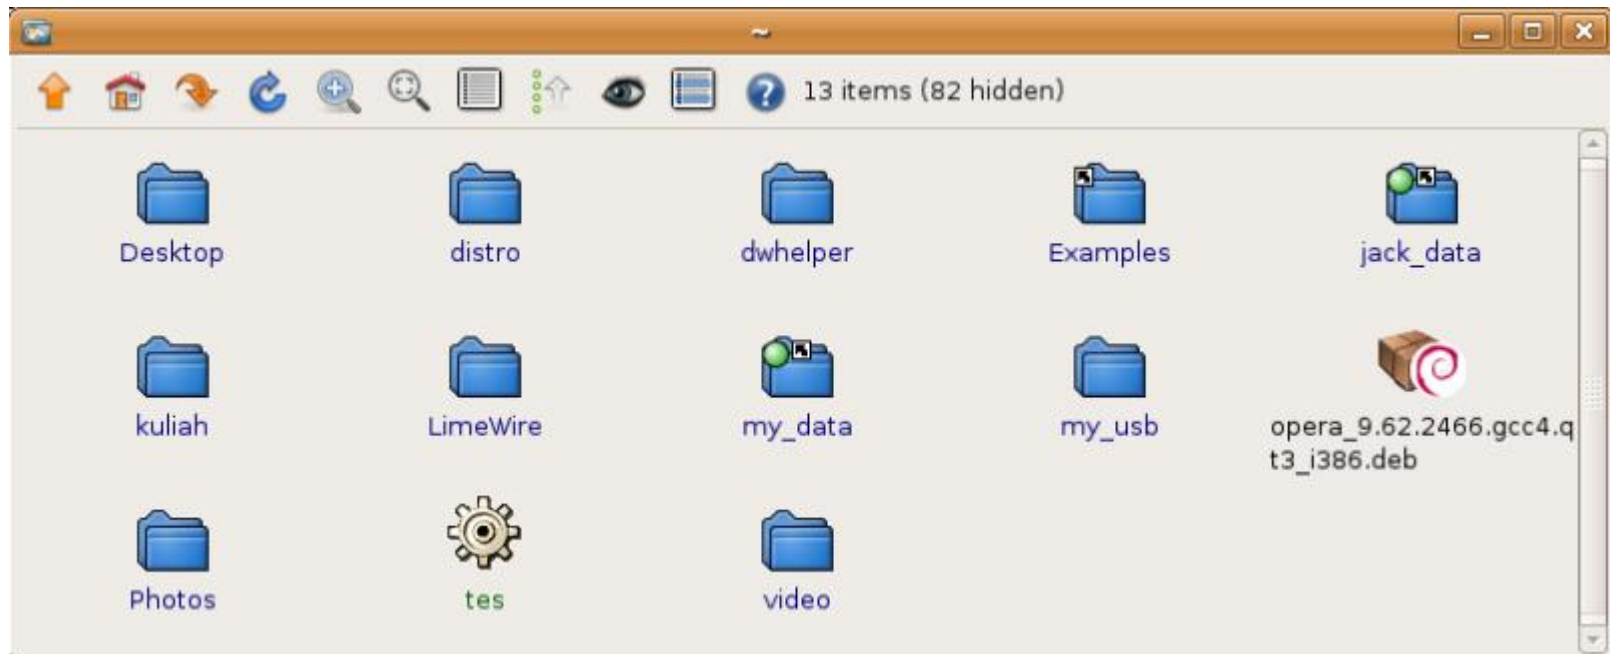 ~
13 items (82 hidden)
Desktop
distro
dwhelper
Examples
jack_data
kuliah
LimeWire
my_data
my_usb
opera_9.62.2466.gcc4.q
t3_i386.deb
Photos
tes
video